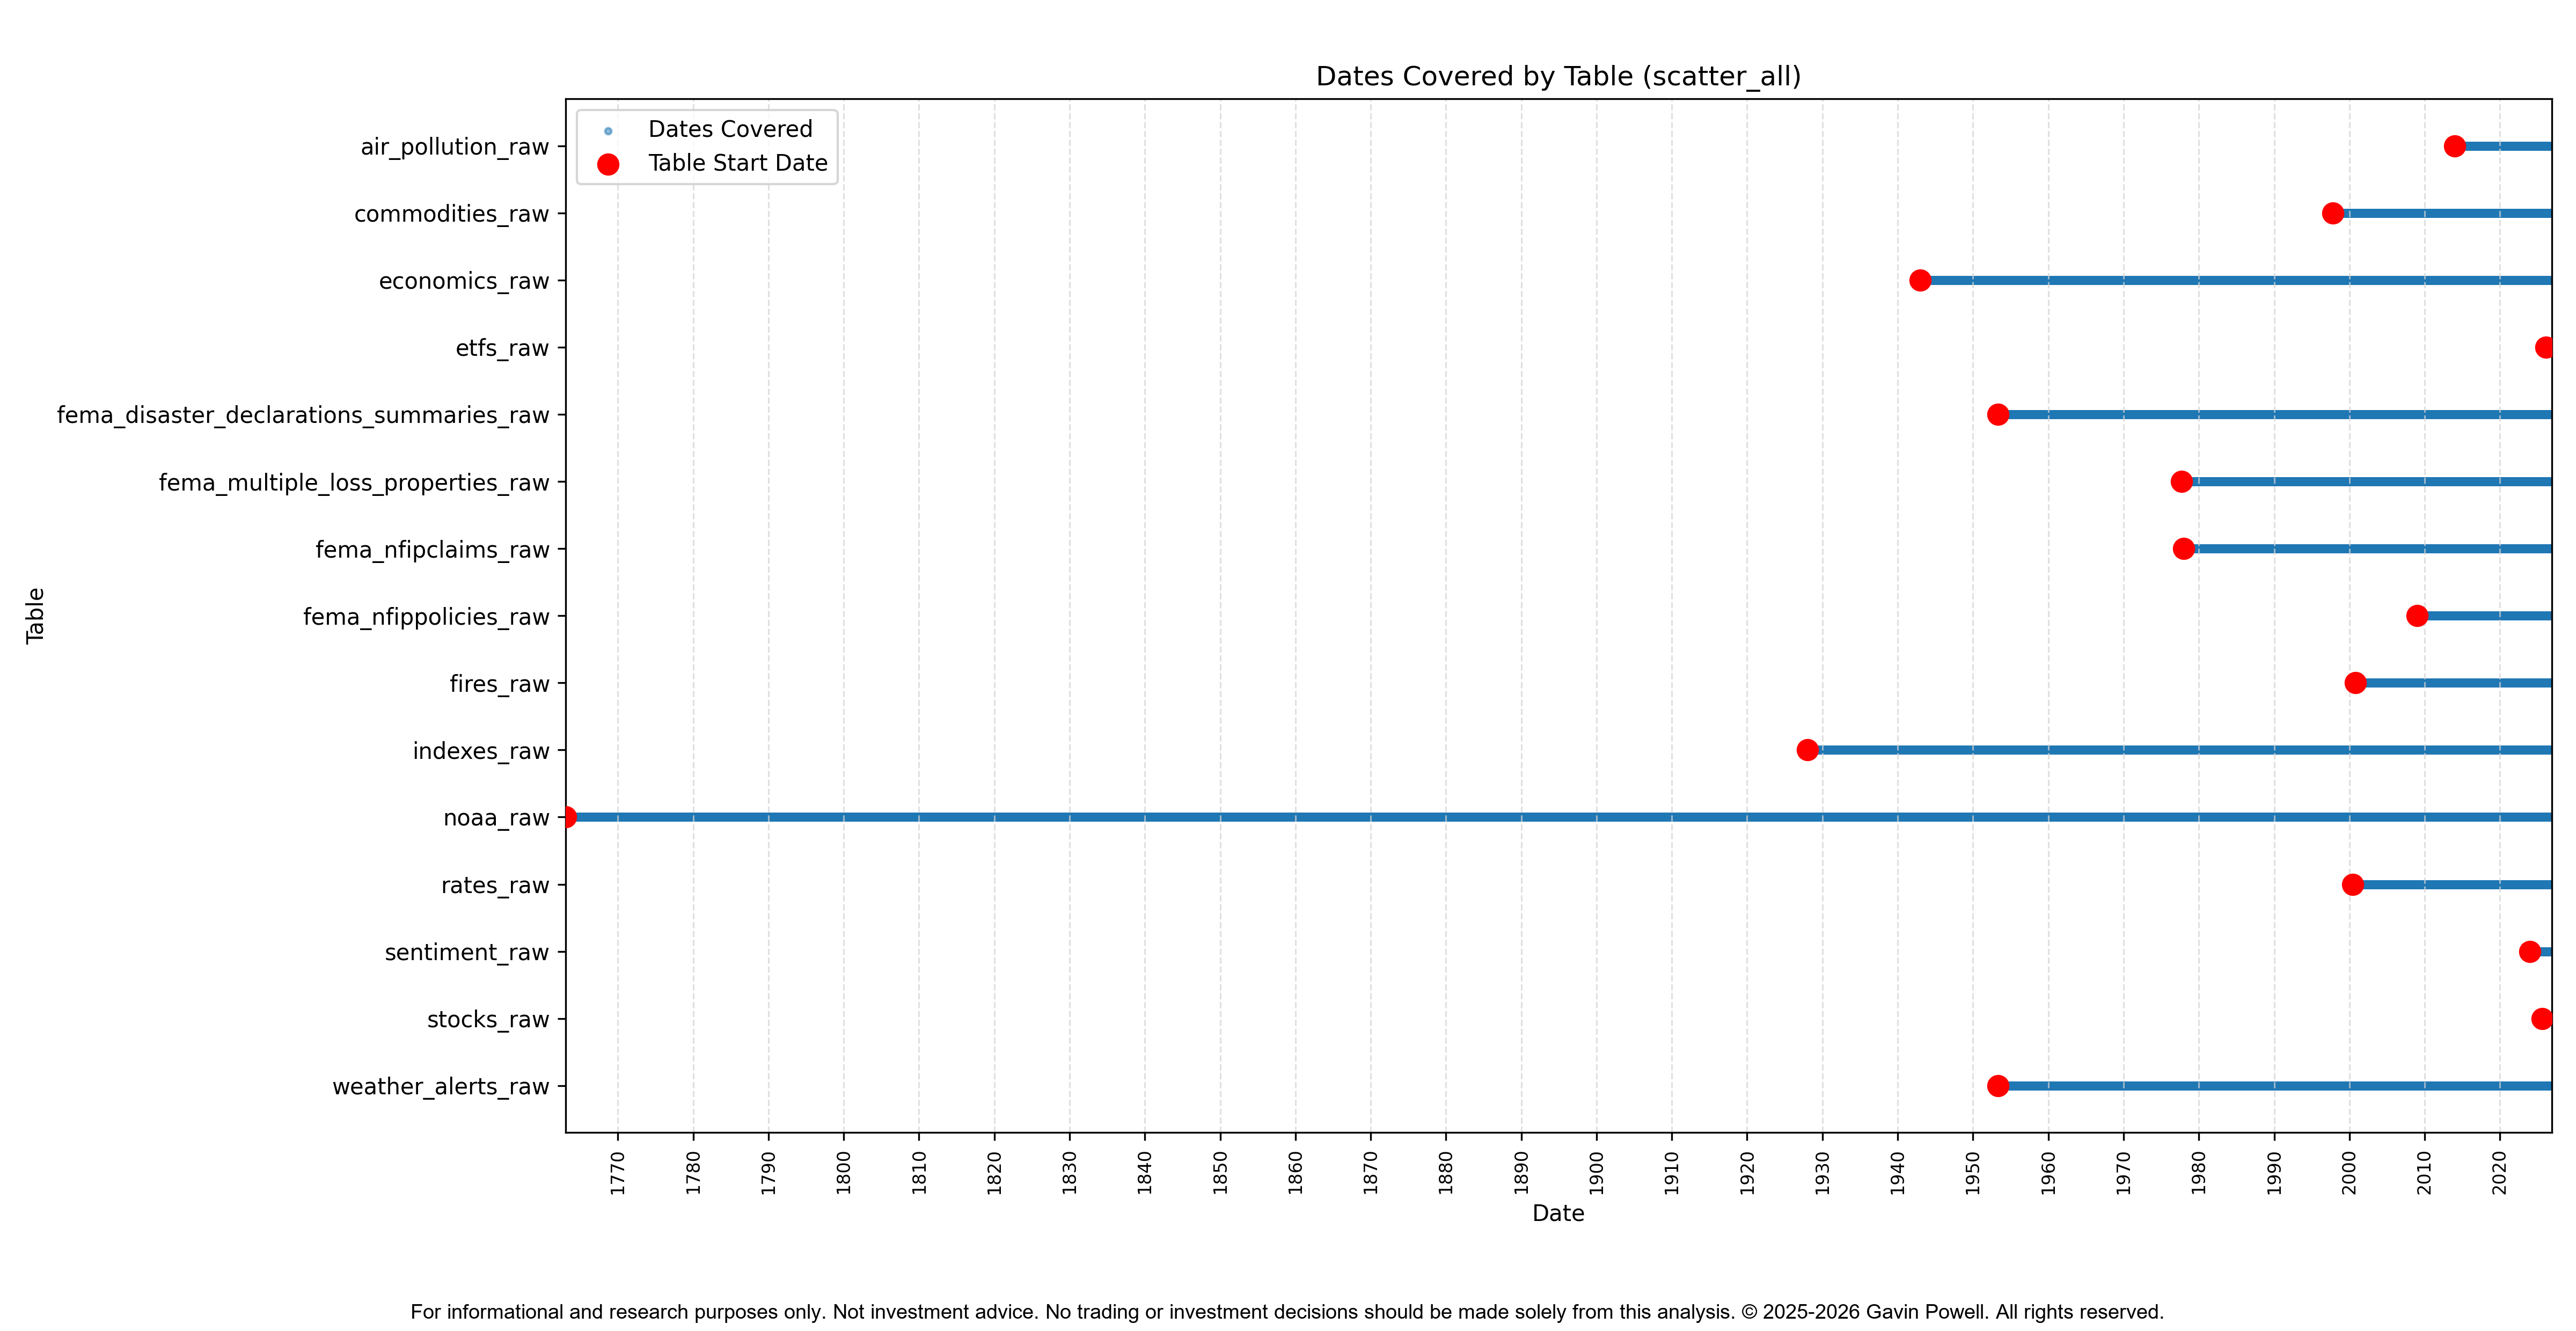 Dates Covered by Table (scatter_all)
Dates Covered
Table Start Date
Table
air_pollution_raw
commodities_raw
economics_raw
etfs_raw
fema_disaster_declarations_summaries_raw
fema_multiple_loss_properties_raw
fema_nfipclaims_raw
fema_nfippolicies_raw
fires_raw
indexes_raw
noaa_raw
rates_raw
sentiment_raw
stocks_raw
weather_alerts_raw
1770 1780 1790 1800 1810 1820 1830 1840 1850 1860 1870 1880 1890 1900 1910 1920 1930 1940 1950 1960 1970 1980 1990 2000 2010 2020
Date
For informational and research purposes only. Not investment advice. No trading or investment decisions should be made solely from this analysis. © 2025-2026 Gavin Powell. All rights reserved.